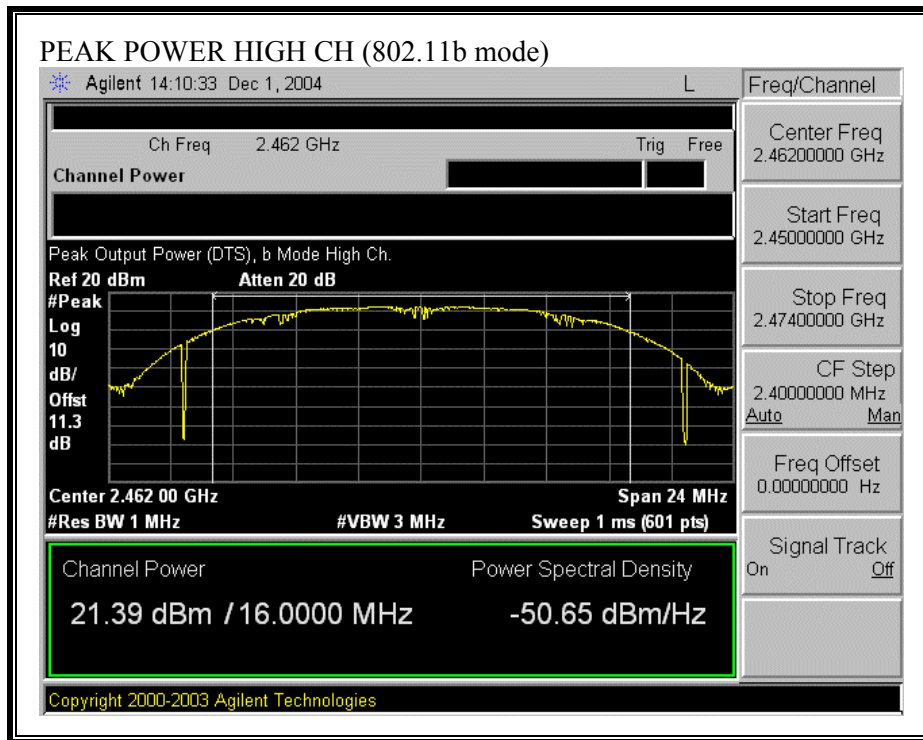 PEAK POWER HIGH CH (802.11b mode)
Agilent 14:10:33 Dec 1, 2004 L Freq/Channel
Ch Freq 2.462 GHz Trig Free
Channel Power
Peak Output Power (DTS), b Mode High Ch.
Ref 20 dBm Atten 20 dB
#Peak
Log
10
dB/
Offst
11.3
dB
Center 2.462 00 GHz Span 24 MHz
#Res BW 1 MHz #VBW 3 MHz Sweep 1 ms (601 pts)
Channel Power Power Spectral Density
21.39 dBm / 16.0000 MHz -50.65 dBm/Hz
Center Freq
2.46200000 GHz
Start Freq
2.45000000 GHz
Stop Freq
2.47400000 GHz
CF Step
2.40000000 MHz
Auto Man
Freq Offset
0.00000000 Hz
Signal Track
On Off
Copyright 2000-2003 Agilent Technologies